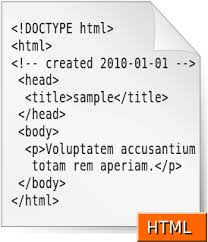 <!DOCTYPE html>
<html>
<!-- created 2010-01-01 -->
<head>
<title>sample</title>
</head>
<body>
<p>Voluptatem accusantium
totam rem aperiam.</p>
</body>
</html>
HTML